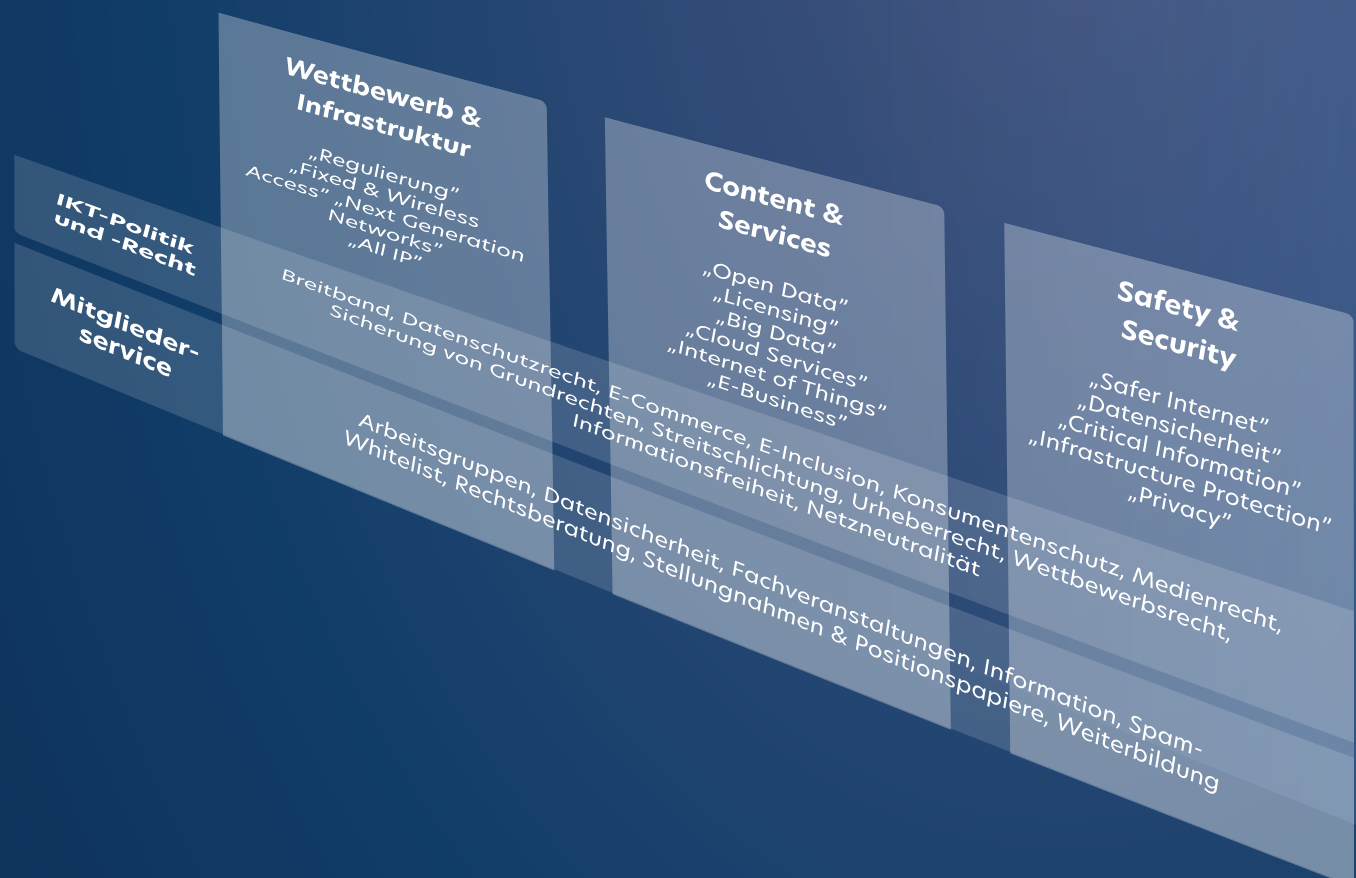 Wettbewerb &
Infrastruktur
„Regulierung”
„Fixed & Wireless
Access” „Next Generation
Networks”
„All IP”
Content &
Services
„Open Data”
„Licensing”
„Big Data”
„Cloud Services”
„Internet of Things”
„E-Business”
Safety &
Security
„Safer Internet”
„Datensicherheit”
„Critical Information”
„Infrastructure Protection”
„Privacy”
IKT-Politik
und -Recht
Breitband, Datenschutzrecht, E-Commerce, E-Inclusion, Konsumentenschutz, Medienrecht,
Sicherung von Grundrechten, Streitschlichtung, Urheberrecht, Wettbewerbsrecht,
Informationsfreiheit, Netzneutralität
Mitglieder-
service
Arbeitsgruppen, Datensicherheit, Fachveranstaltungen, Information, Spam-
Whitelist, Rechtsberatung, Stellungnahmen & Positionspapiere, Weiterbildung